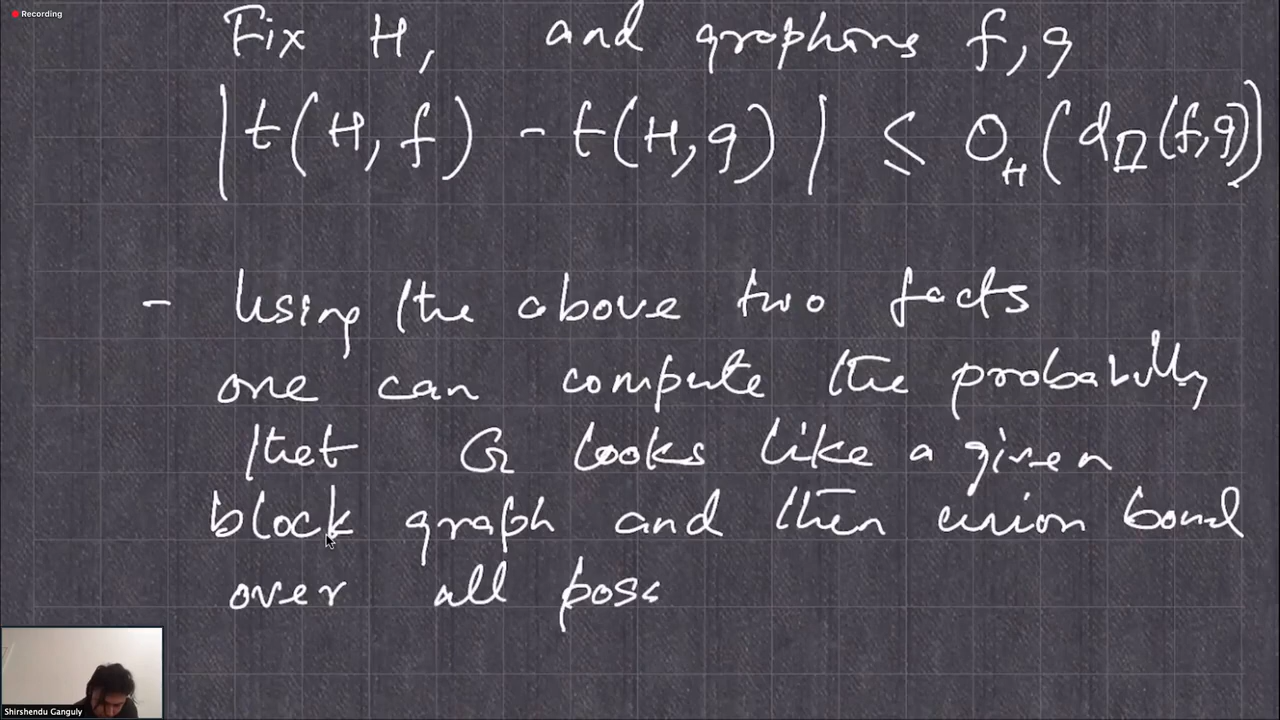 Recording
Fix H, and graphons f, g
|t(H, f) - t(H, g)| ≤ O_H(d_□(f,g))
- Using the above two facts
one can compute the probability
that G looks like a given
block graph and then union bond
over all poss
Shirshendu Ganguly